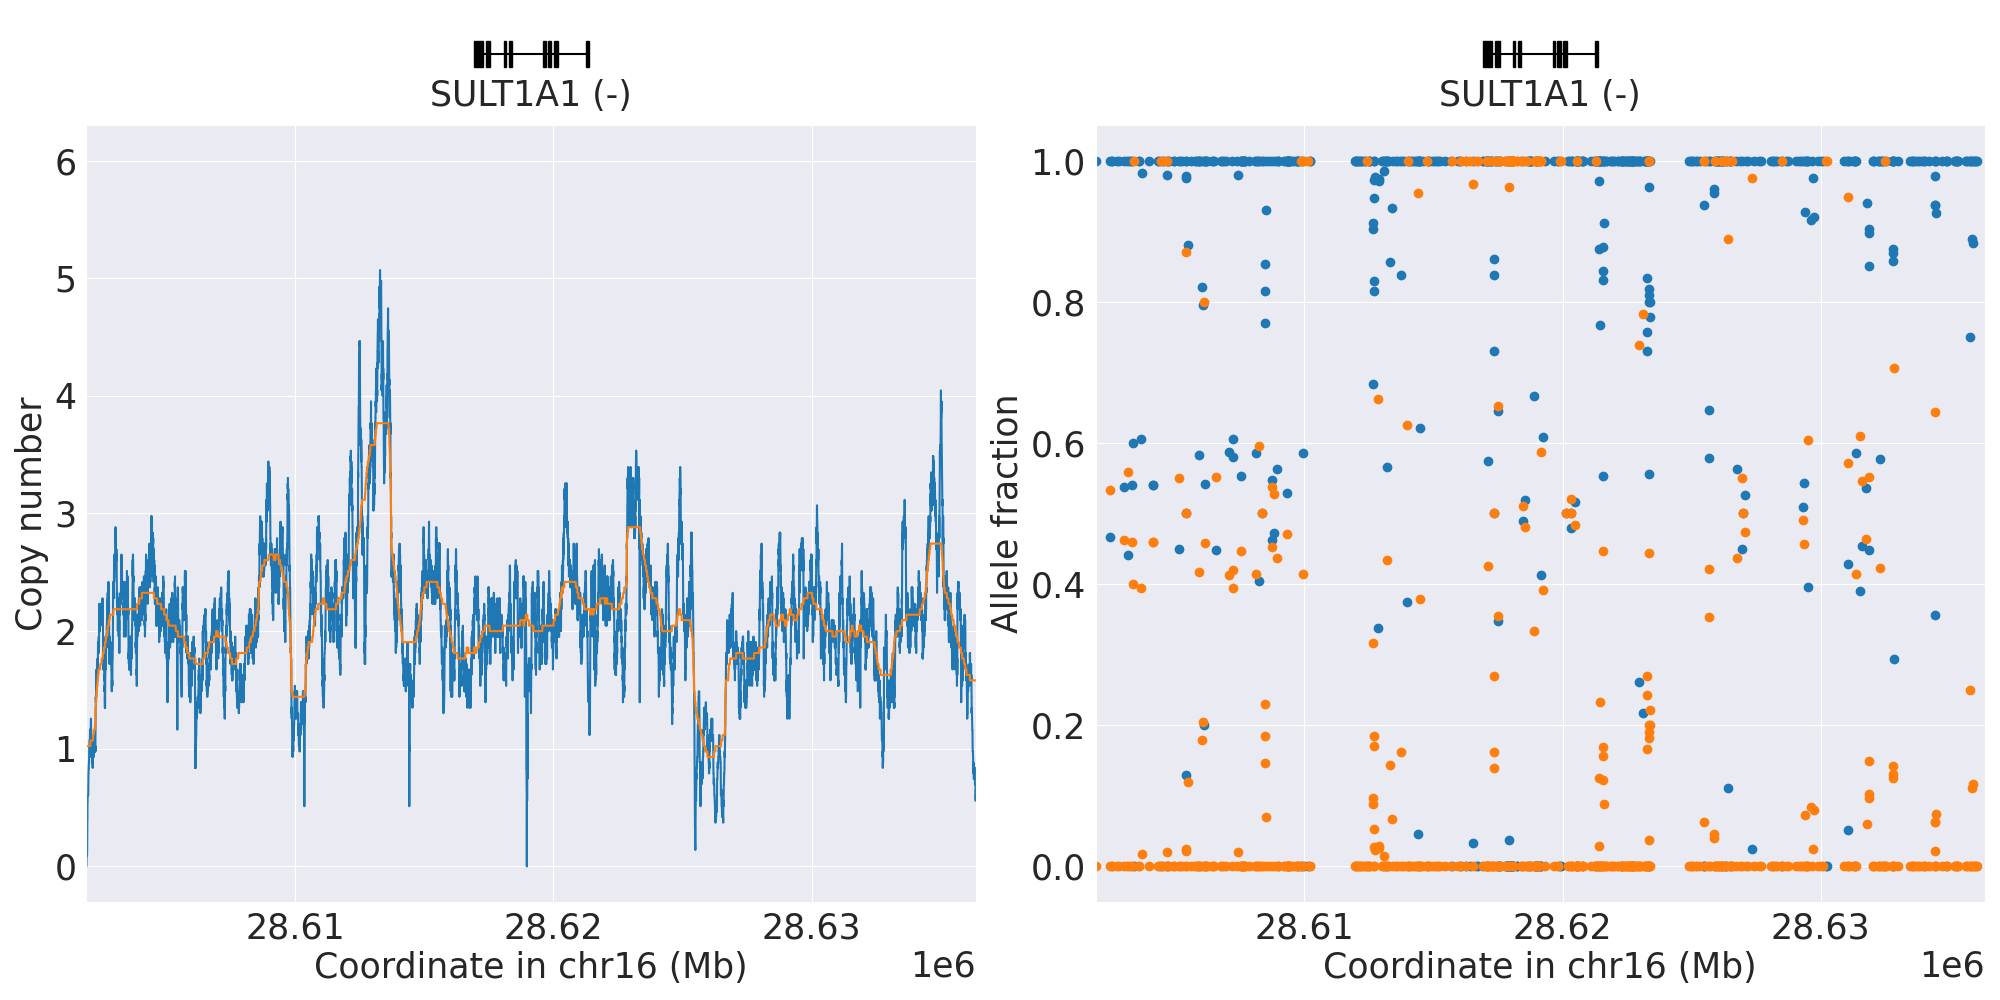 SULT1A1 (-)
6
5
4
3
2
1
0
Copy number
28.61
28.62
28.63
Coordinate in chr16 (Mb)
1e6
SULT1A1 (-)
1.0
0.8
0.6
0.4
0.2
0.0
Allele fraction
28.61
28.62
28.63
Coordinate in chr16 (Mb)
1e6